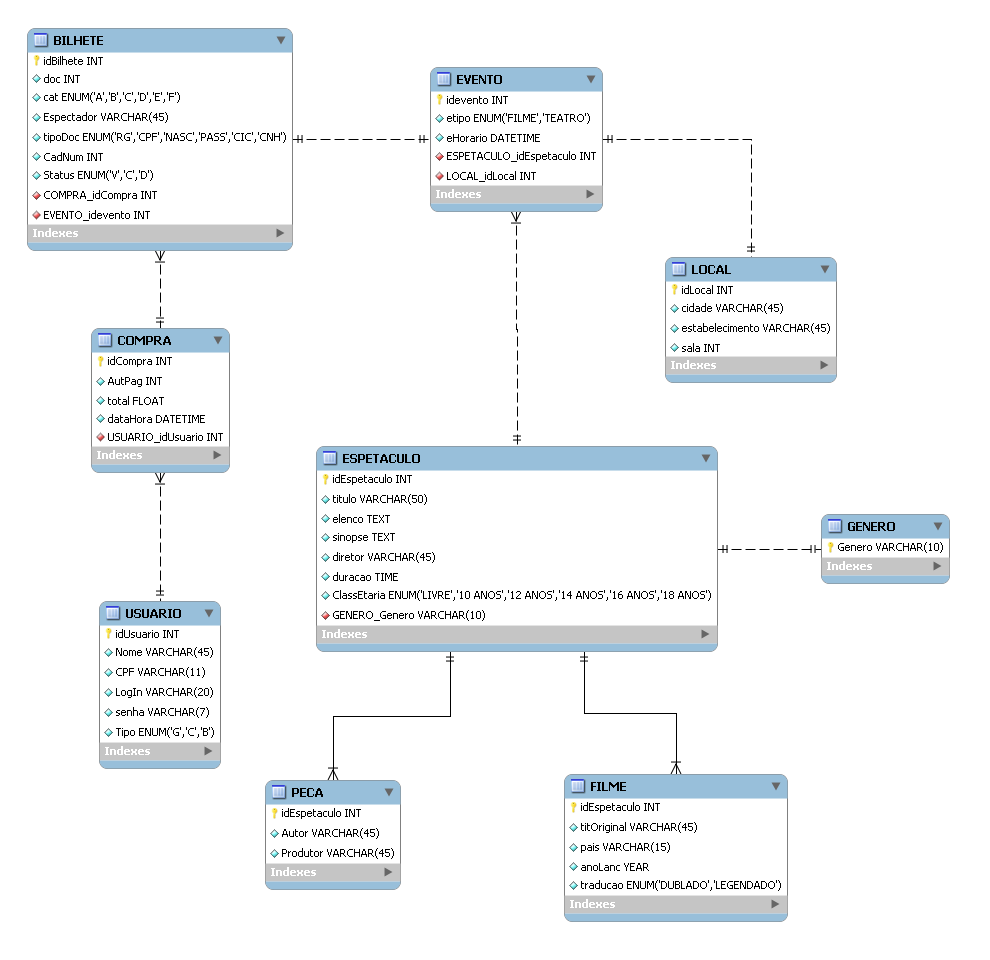 BILHETE
idBilhete INT
doc INT
cat ENUM('A','B','C','D','E','F')
Espectador VARCHAR(45)
tipoDoc ENUM('RG','CPF','NASC','PASS','CIC','CNH')
CadNum INT
Status ENUM('V','C','D')
COMPRA_idCompra INT
EVENTO_idevento INT
Indexes
EVENTO
idevento INT
etipo ENUM('FILME','TEATRO')
eHorario DATETIME
ESPETACULO_idEspetaculo INT
LOCAL_idLocal INT
Indexes
LOCAL
idLocal INT
cidade VARCHAR(45)
estabelecimento VARCHAR(45)
sala INT
Indexes
COMPRA
idCompra INT
AutPag INT
total FLOAT
dataHora DATETIME
USUARIO_idUsuario INT
Indexes
ESPETACULO
idEspetaculo INT
titulo VARCHAR(50)
elenco TEXT
sinopse TEXT
diretor VARCHAR(45)
duracao TIME
ClassEtaria ENUM('LIVRE','10 ANOS','12 ANOS','14 ANOS','16 ANOS','18 ANOS')
GENERO_Genero VARCHAR(10)
Indexes
GENERO
Genero VARCHAR(10)
Indexes
USUARIO
idUsuario INT
Nome VARCHAR(45)
CPF VARCHAR(11)
LogIn VARCHAR(20)
senha VARCHAR(7)
Tipo ENUM('G','C','B')
Indexes
PECA
idEspetaculo INT
Autor VARCHAR(45)
Produtor VARCHAR(45)
Indexes
FILME
idEspetaculo INT
titOriginal VARCHAR(45)
pais VARCHAR(15)
anoLanc YEAR
traducao ENUM('DUBLADO','LEGENDADO')
Indexes